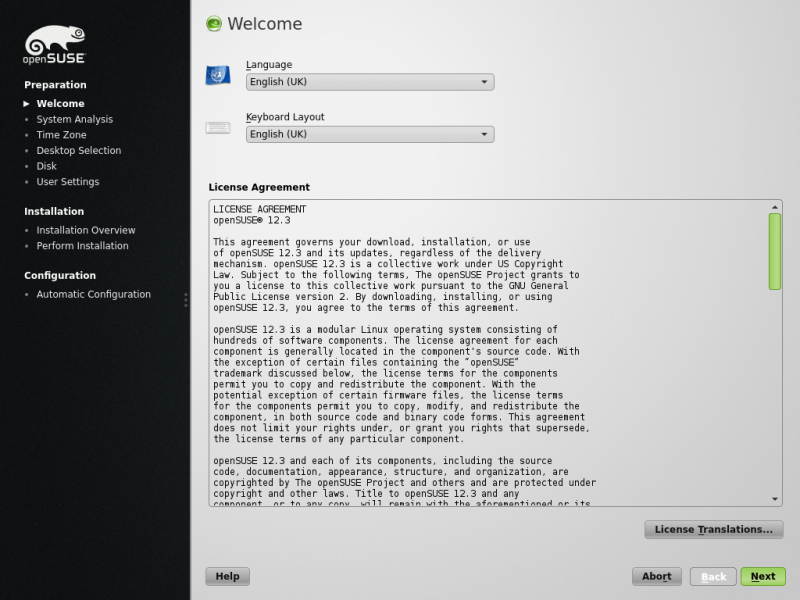 openSUSE
Preparation
Welcome
System Analysis
Time Zone
Desktop Selection
Disk
User Settings
Installation
Installation Overview
Perform Installation
Configuration
Automatic Configuration
Welcome
Language
English (UK)
Keyboard Layout
English (UK)
License Agreement
LICENSE AGREEMENT
openSUSE® 12.3
This agreement governs your download, installation, or use
of openSUSE 12.3 and its updates, regardless of the delivery
mechanism. openSUSE 12.3 is a collective work under US Copyright
Law. Subject to the following terms, The openSUSE Project grants to
you a license to this collective work pursuant to the GNU General
Public License version 2. By downloading, installing, or using
openSUSE 12.3, you agree to the terms of this agreement.
openSUSE 12.3 is a modular Linux operating system consisting of
hundreds of software components. The license agreement for each
component is generally located in the component's source code. With
the exception of certain files containing the “openSUSE”
trademark discussed below, the license terms for the components
permit you to copy and redistribute the component. With the
potential exception of certain firmware files, the license terms
for the components permit you to copy, modify, and redistribute the
component, in both source code and binary code forms. This agreement
does not limit your rights under, or grant you rights that supersede,
the license terms of any particular component.
openSUSE 12.3 and each of its components, including the source
code, documentation, appearance, structure, and organization, are
copyrighted by The openSUSE Project and others and are protected under
copyright and other laws. Title to openSUSE 12.3 and any
component, or to any copy, will remain with the aforementioned or its
License Translations...
Help
Abort
Back
Next